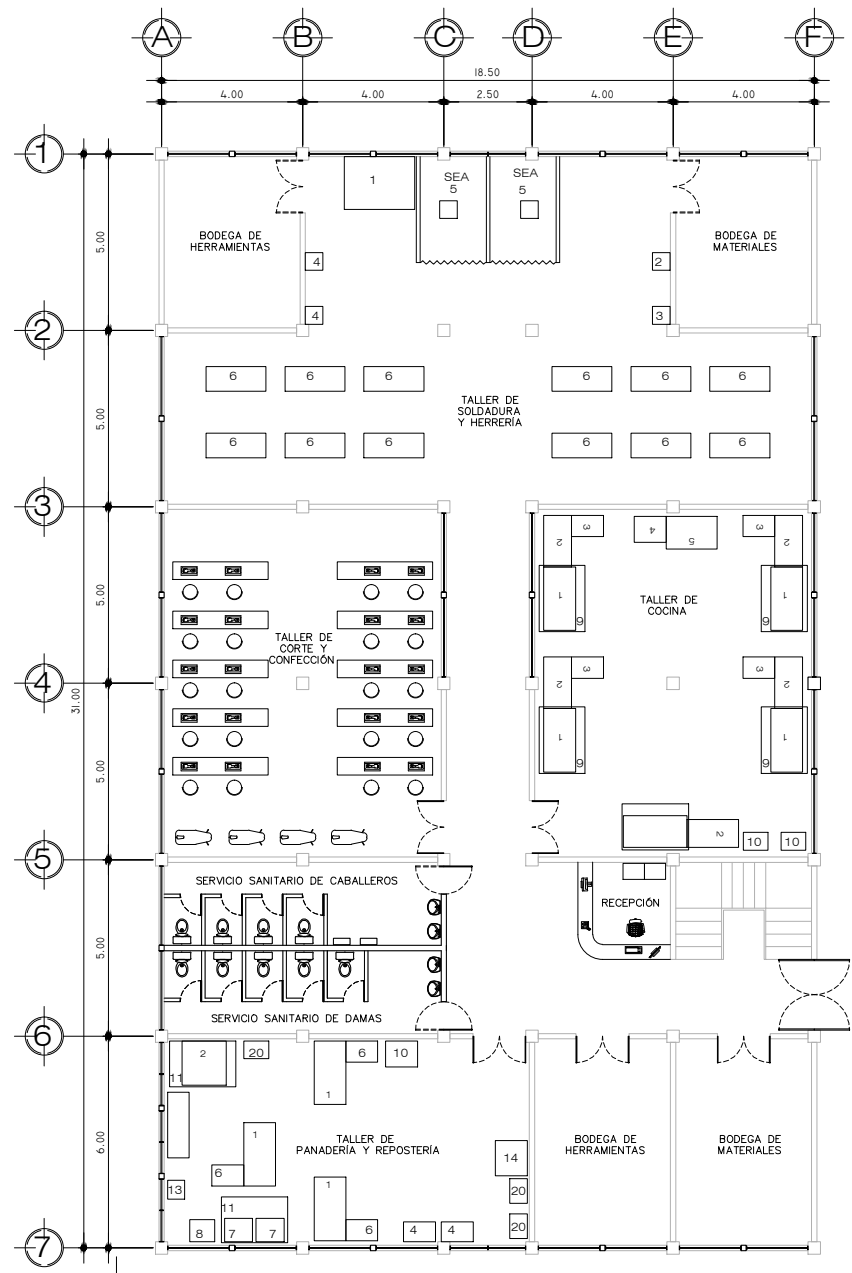 A B C D E F
18.50
4.00 4.00 2.50 4.00 4.00
1
SEA
5
SEA
5
1
BODEGA DE
HERRAMIENTAS
BODEGA DE
MATERIALES
5.00
4
2
4
3
2
6 6 6 6 6 6
TALLER DE
SOLDADURA
Y HERRERÍA
5.00
6 6 6 6 6 6
3
3 4 5 3
2 2
1 1
6 6
5.00
TALLER DE
COCINA
TALLER DE
CORTE Y
CONFECCIÓN
4
31.00
3 3
2 2
1 1
6 6
5.00
2
10 10
5
SERVICIO SANITARIO DE CABALLEROS
RECEPCIÓN
5.00
SERVICIO SANITARIO DE DAMAS
6
2 20 6 10
11
1
6.00
1
TALLER DE
PANADERÍA Y REPOSTERÍA
BODEGA DE
HERRAMIENTAS
BODEGA DE
MATERIALES
14
6
13
1
20
11
8 7 7 6 4 4 20
7